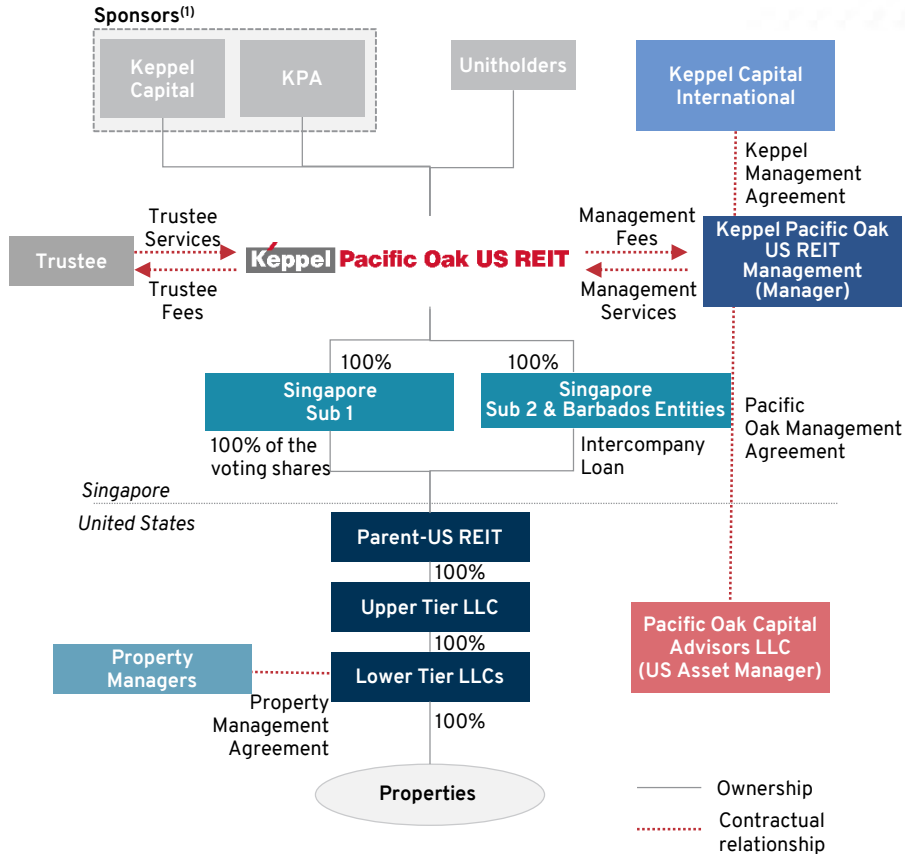 Sponsors(1)
Keppel
Capital
KPA
Unitholders
Keppel Capital
International
Keppel
Management
Agreement
Trustee
Services
Management
Fees
Trustee
Keppel Pacific Oak US REIT
Keppel Pacific Oak
US REIT
Management
(Manager)
Trustee
Fees
Management
Services
100%
100%
Singapore
Sub 1
Singapore
Sub 2 & Barbados Entities
Pacific
Oak Management
Agreement
100% of the
voting shares
Intercompany
Loan
Singapore
United States
Parent-US REIT
100%
Upper Tier LLC
100%
Pacific Oak Capital
Advisors LLC
(US Asset Manager)
Property
Managers
Lower Tier LLCs
Property
Management
Agreement
100%
Properties
Ownership
Contractual
relationship